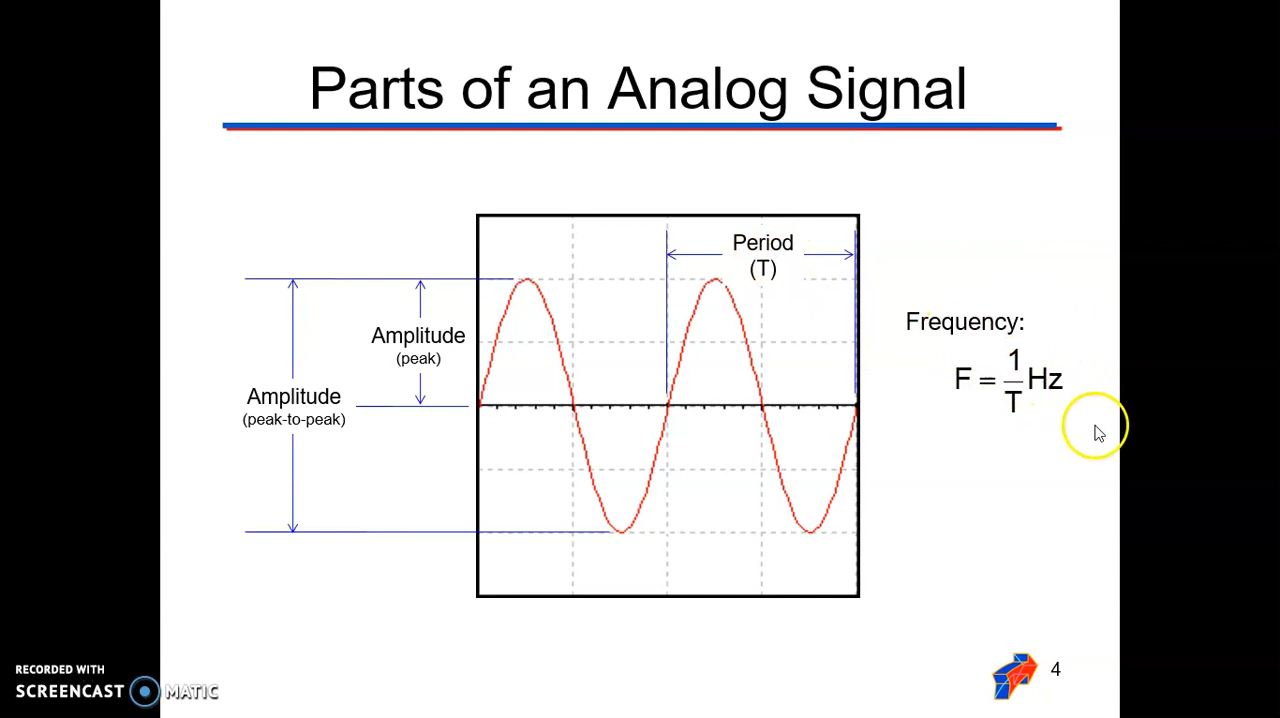 Parts of an Analog Signal
Period
(T)
Amplitude
(peak)
Amplitude
(peak-to-peak)
Frequency:
F = 1/T Hz
4
RECORDED WITH
SCREENCAST MATIC